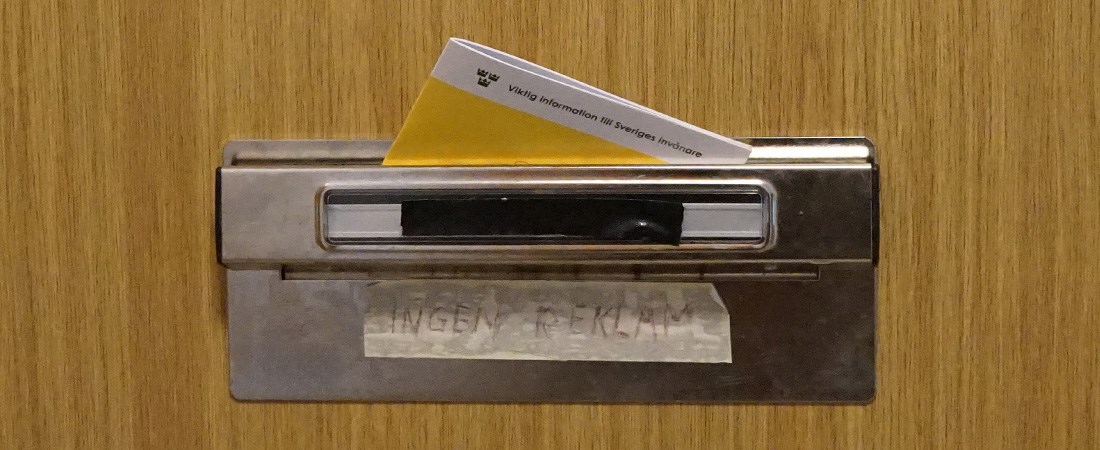 Viktig information till Sveriges invånare
INGEN REKLAM